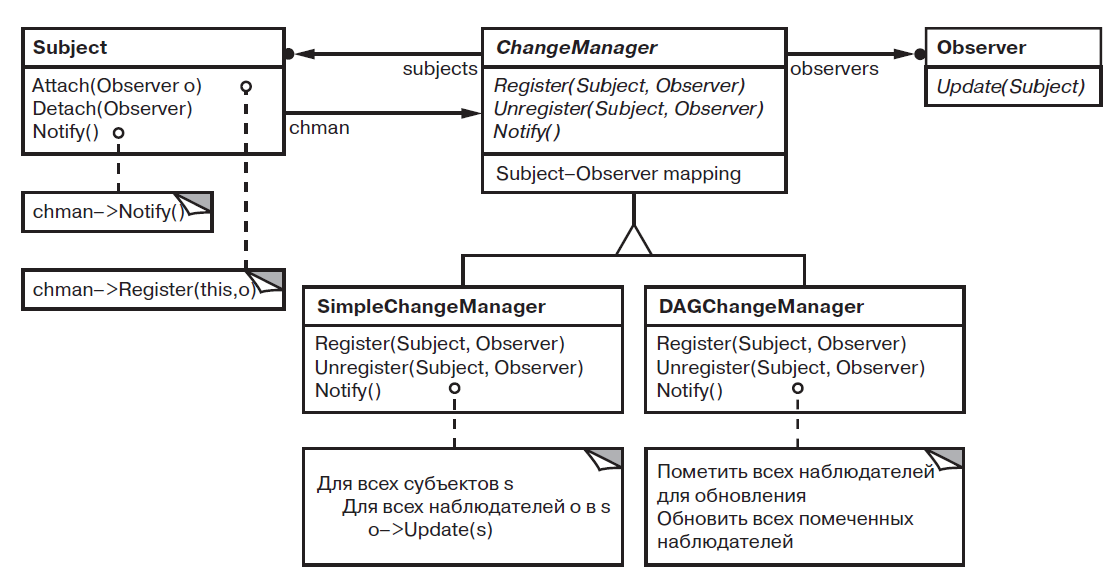 Subject
Attach(Observer o)
Detach(Observer)
Notify()
chman–>Notify()
chman–>Register(this,o)
subjects
chman
ChangeManager
Register(Subject, Observer)
Unregister(Subject, Observer)
Notify()
Subject–Observer mapping
observers
Observer
Update(Subject)
SimpleChangeManager
Register(Subject, Observer)
Unregister(Subject, Observer)
Notify()
Для всех субъектов s
Для всех наблюдателей o в s
o–>Update(s)
DAGChangeManager
Register(Subject, Observer)
Unregister(Subject, Observer)
Notify()
Пометить всех наблюдателей
для обновления
Обновить всех помеченных
наблюдателей